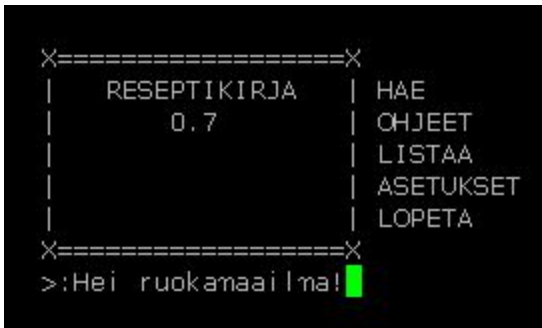 X==================X
| RESEPTIKIRJA | HAE
| 0.7 | OHJEET
| | LISTAA
| | ASETUKSET
| | LOPETA
X==================X
>:Hei ruokamaailma!